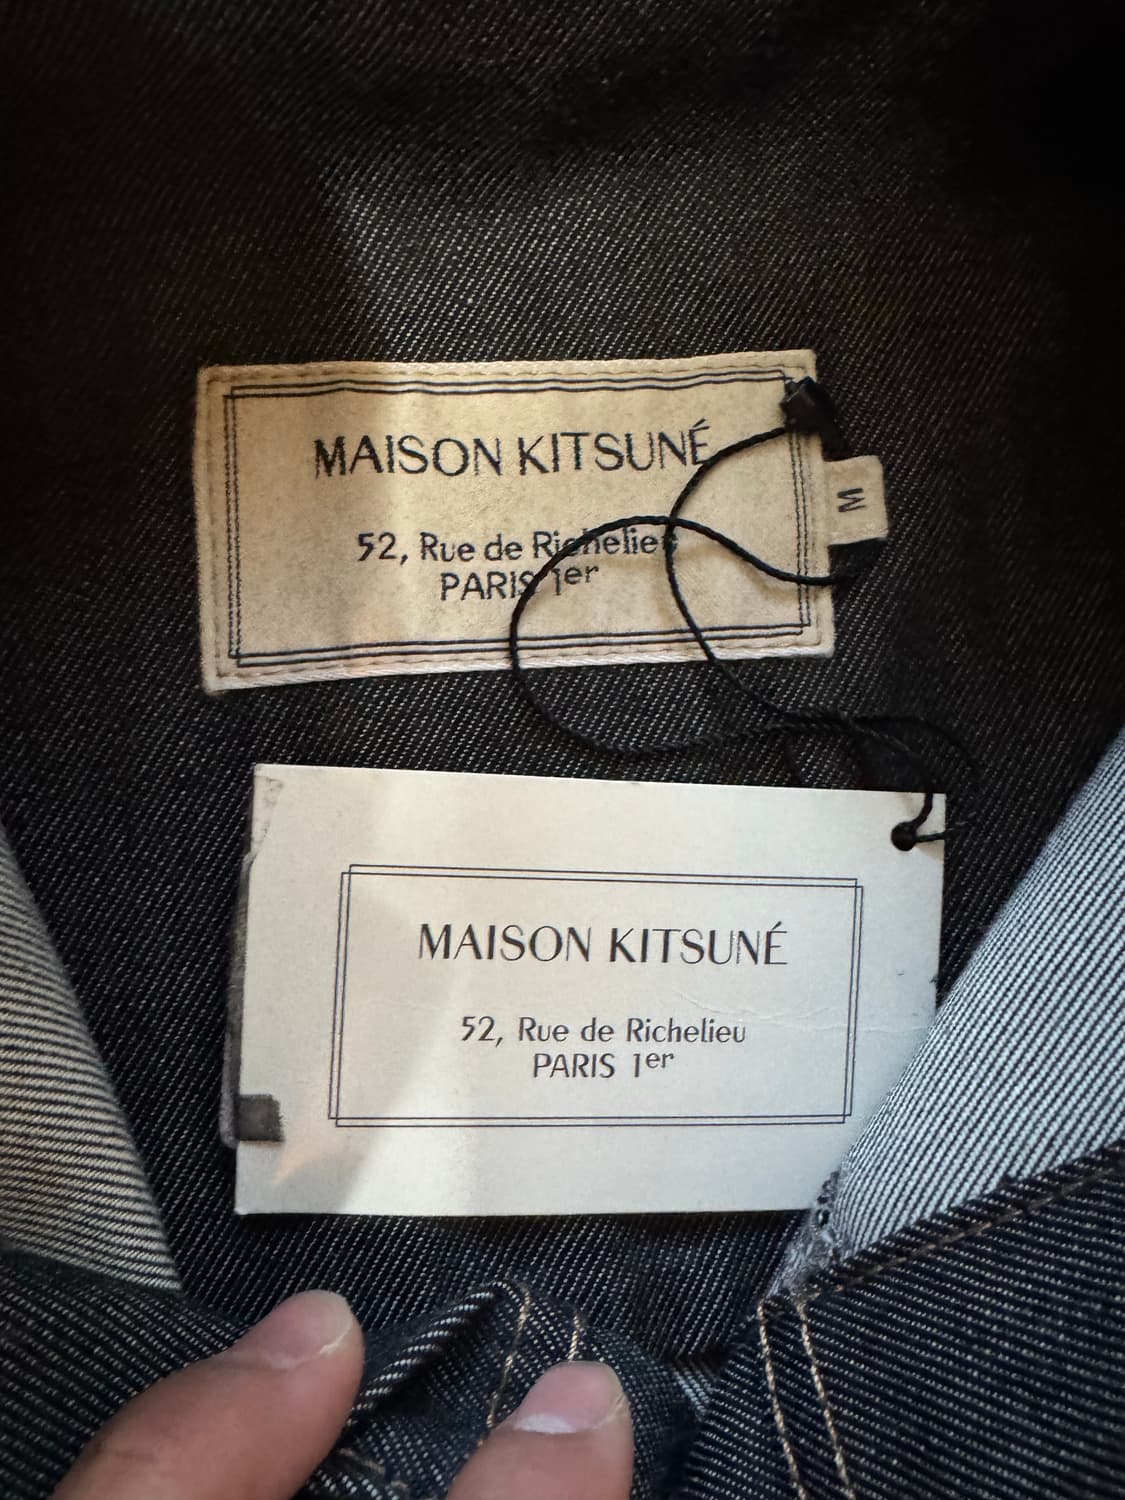 MAISON KITSUNÉ
M
52, Rue de Richelieu
PARIS 1er
MAISON KITSUNÉ
52, Rue de Richelieu
PARIS 1er